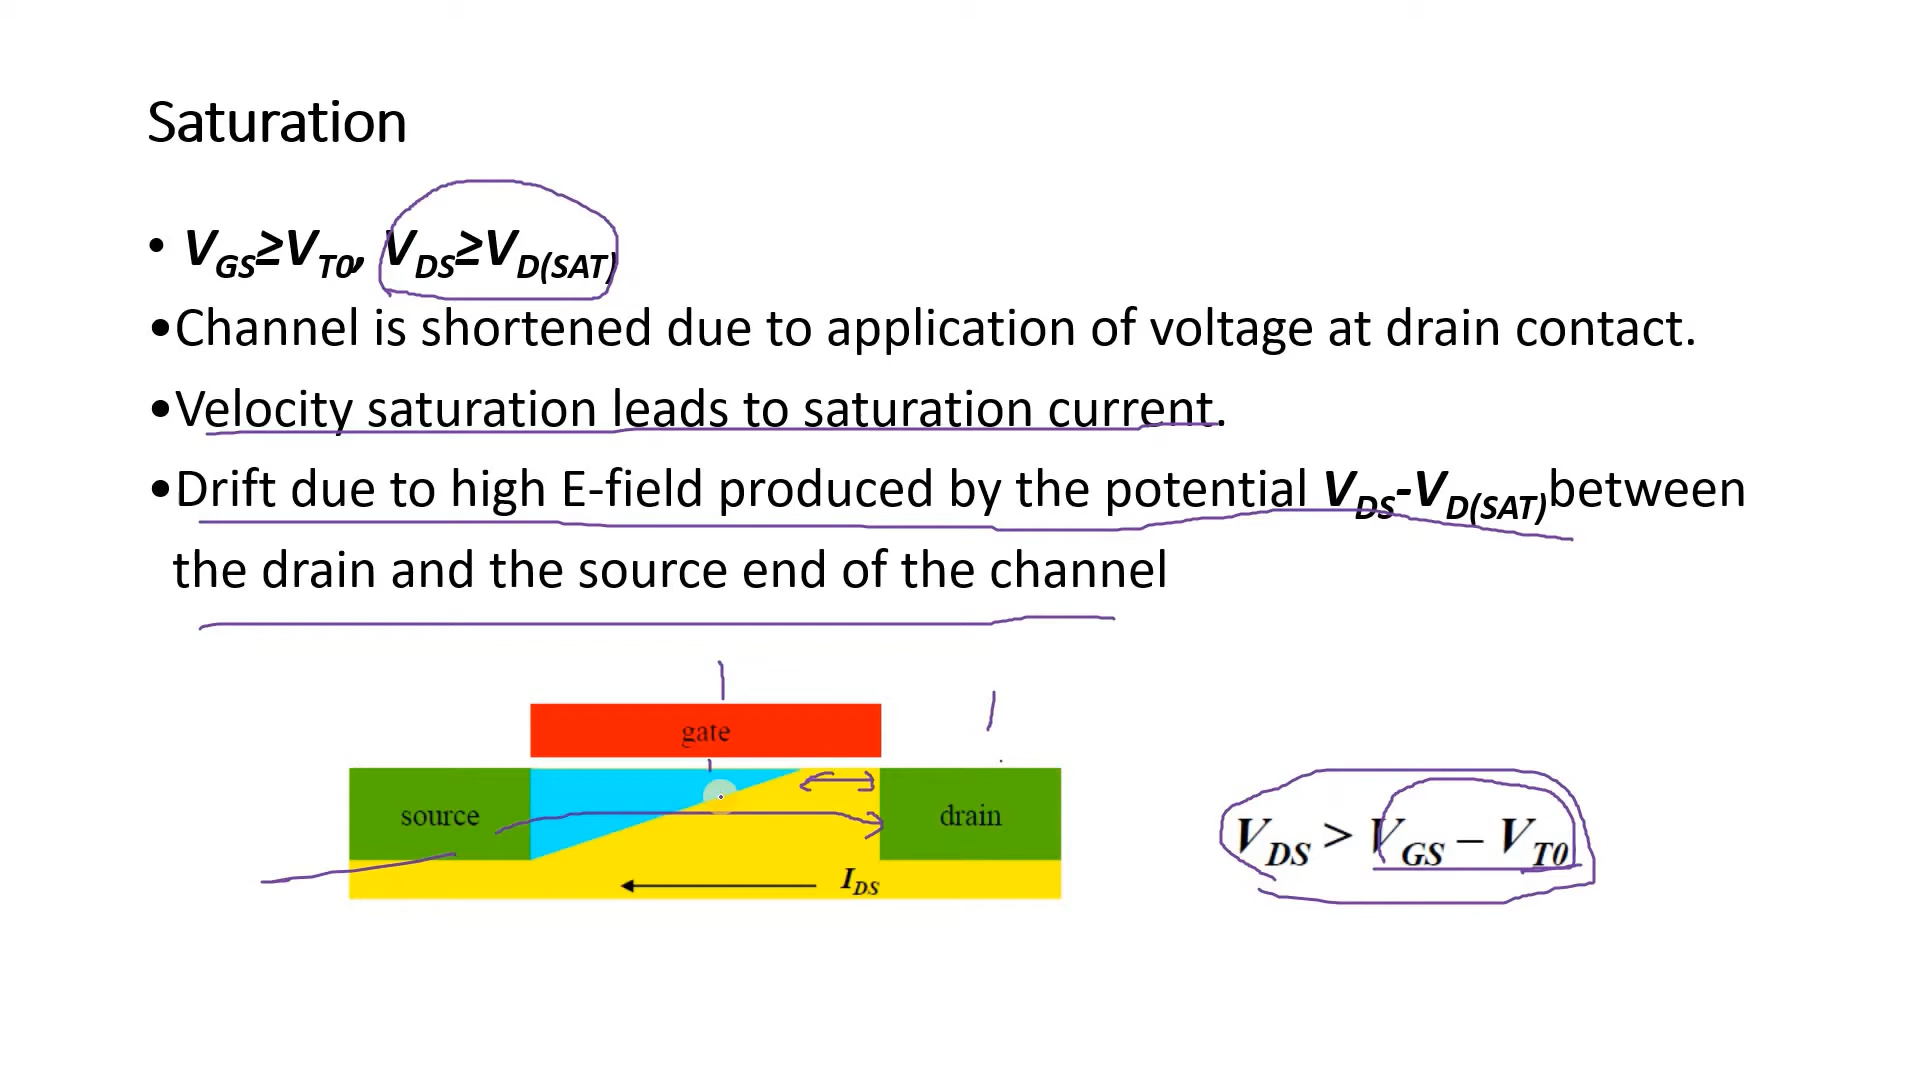 Saturation
• VGS≥VT0, VDS≥VD(SAT)
•Channel is shortened due to application of voltage at drain contact.
•Velocity saturation leads to saturation current.
•Drift due to high E-field produced by the potential VDS-VD(SAT)between
the drain and the source end of the channel
gate
source
drain
IDS
VDS > VGS – VT0